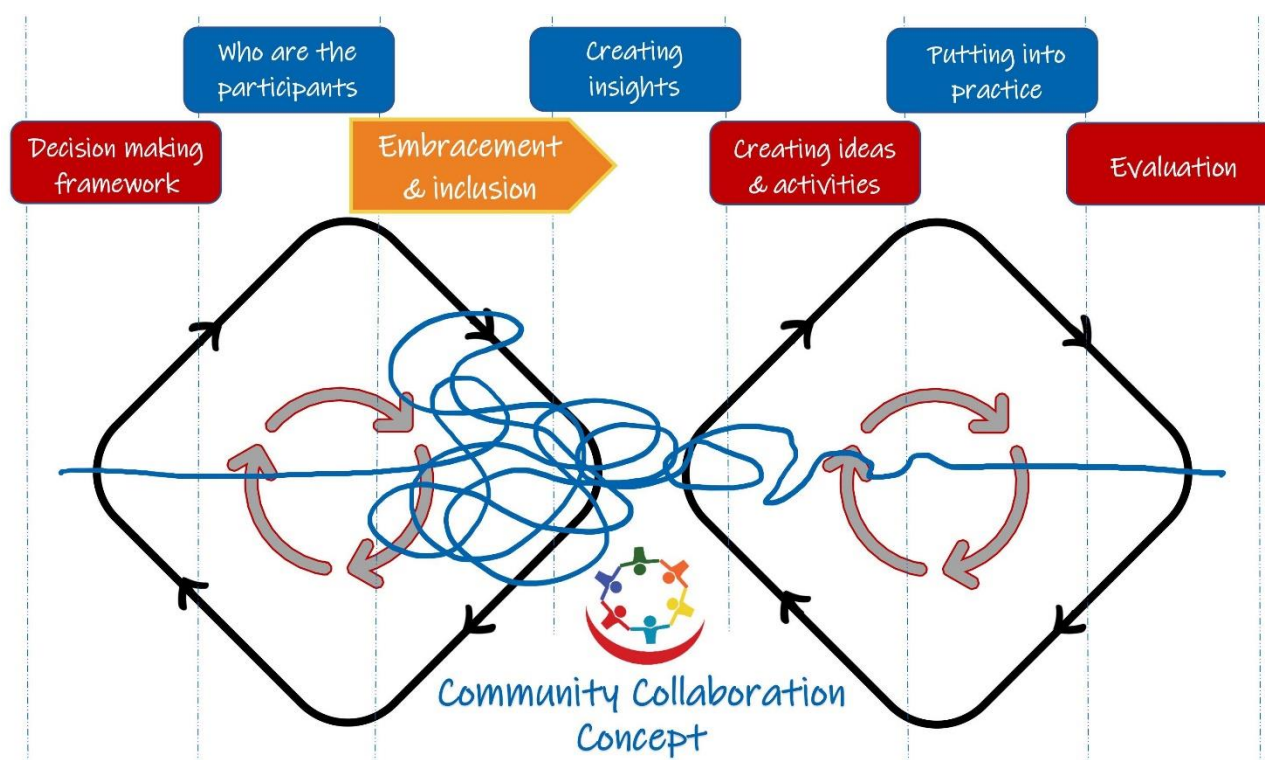 Who are the
participants
Creating
insights
Putting into
practice
Decision making
framework
Embracement
& inclusion
Creating ideas
& activities
Evaluation
Community Collaboration
Concept